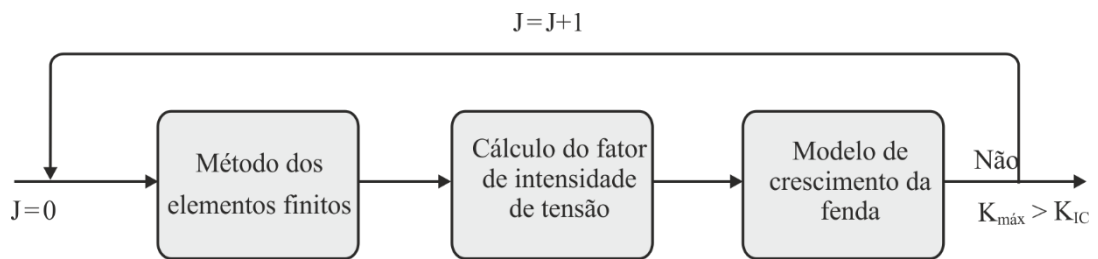 J=J+1
Método dos
elementos finitos
Cálculo do fator
de intensidade
de tensão
Modelo de
crescimento da
fenda
Não
J=0
Kmáx > KIC